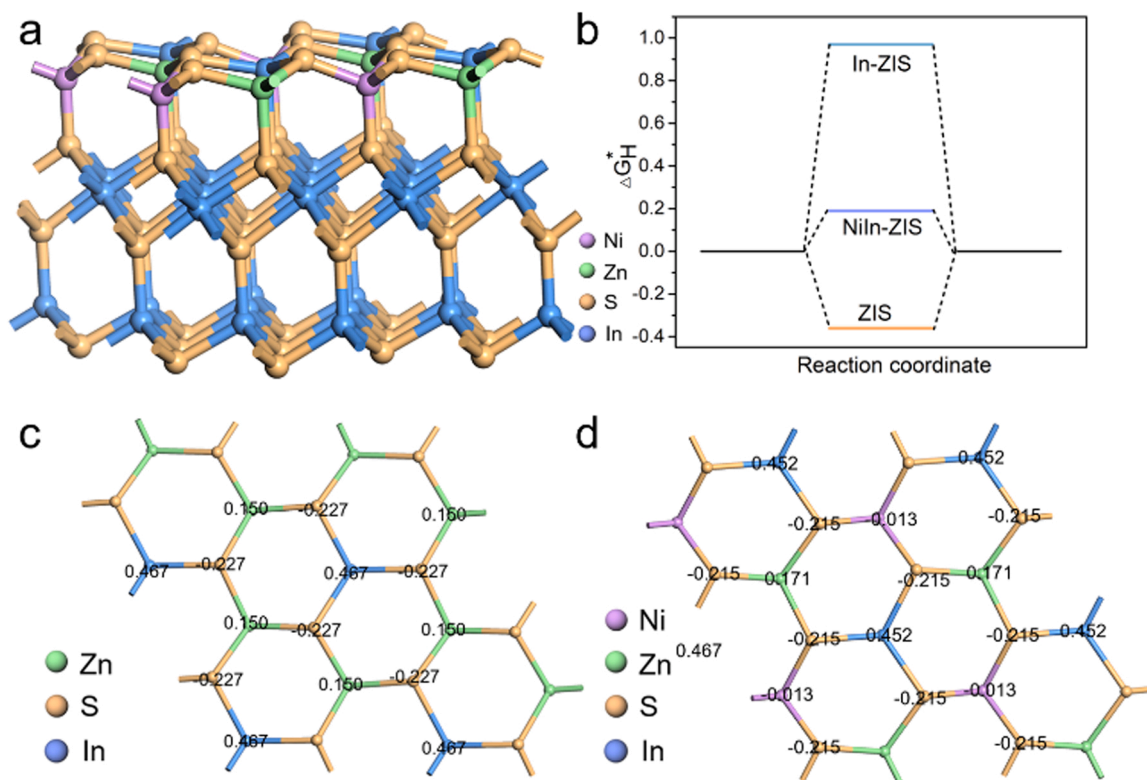 a
Ni
Zn
S
In
b
1.0
0.8
0.6
0.4
0.2
0.0
-0.2
-0.4
△G_H*
In-ZIS
NiIn-ZIS
ZIS
Reaction coordinate
c
0.150 -0.227 0.150
0.467 -0.227 0.467 -0.227
0.150 -0.227 0.150
-0.227 0.150 -0.227
0.467 0.467
Zn
S
In
d
0.452 0.452
-0.215 -0.013 -0.215
-0.215 0.171 -0.215 0.171
-0.215 0.452 -0.215 0.452
-0.013 -0.215 -0.013
-0.215 -0.215
Ni
Zn 0.467
S
In